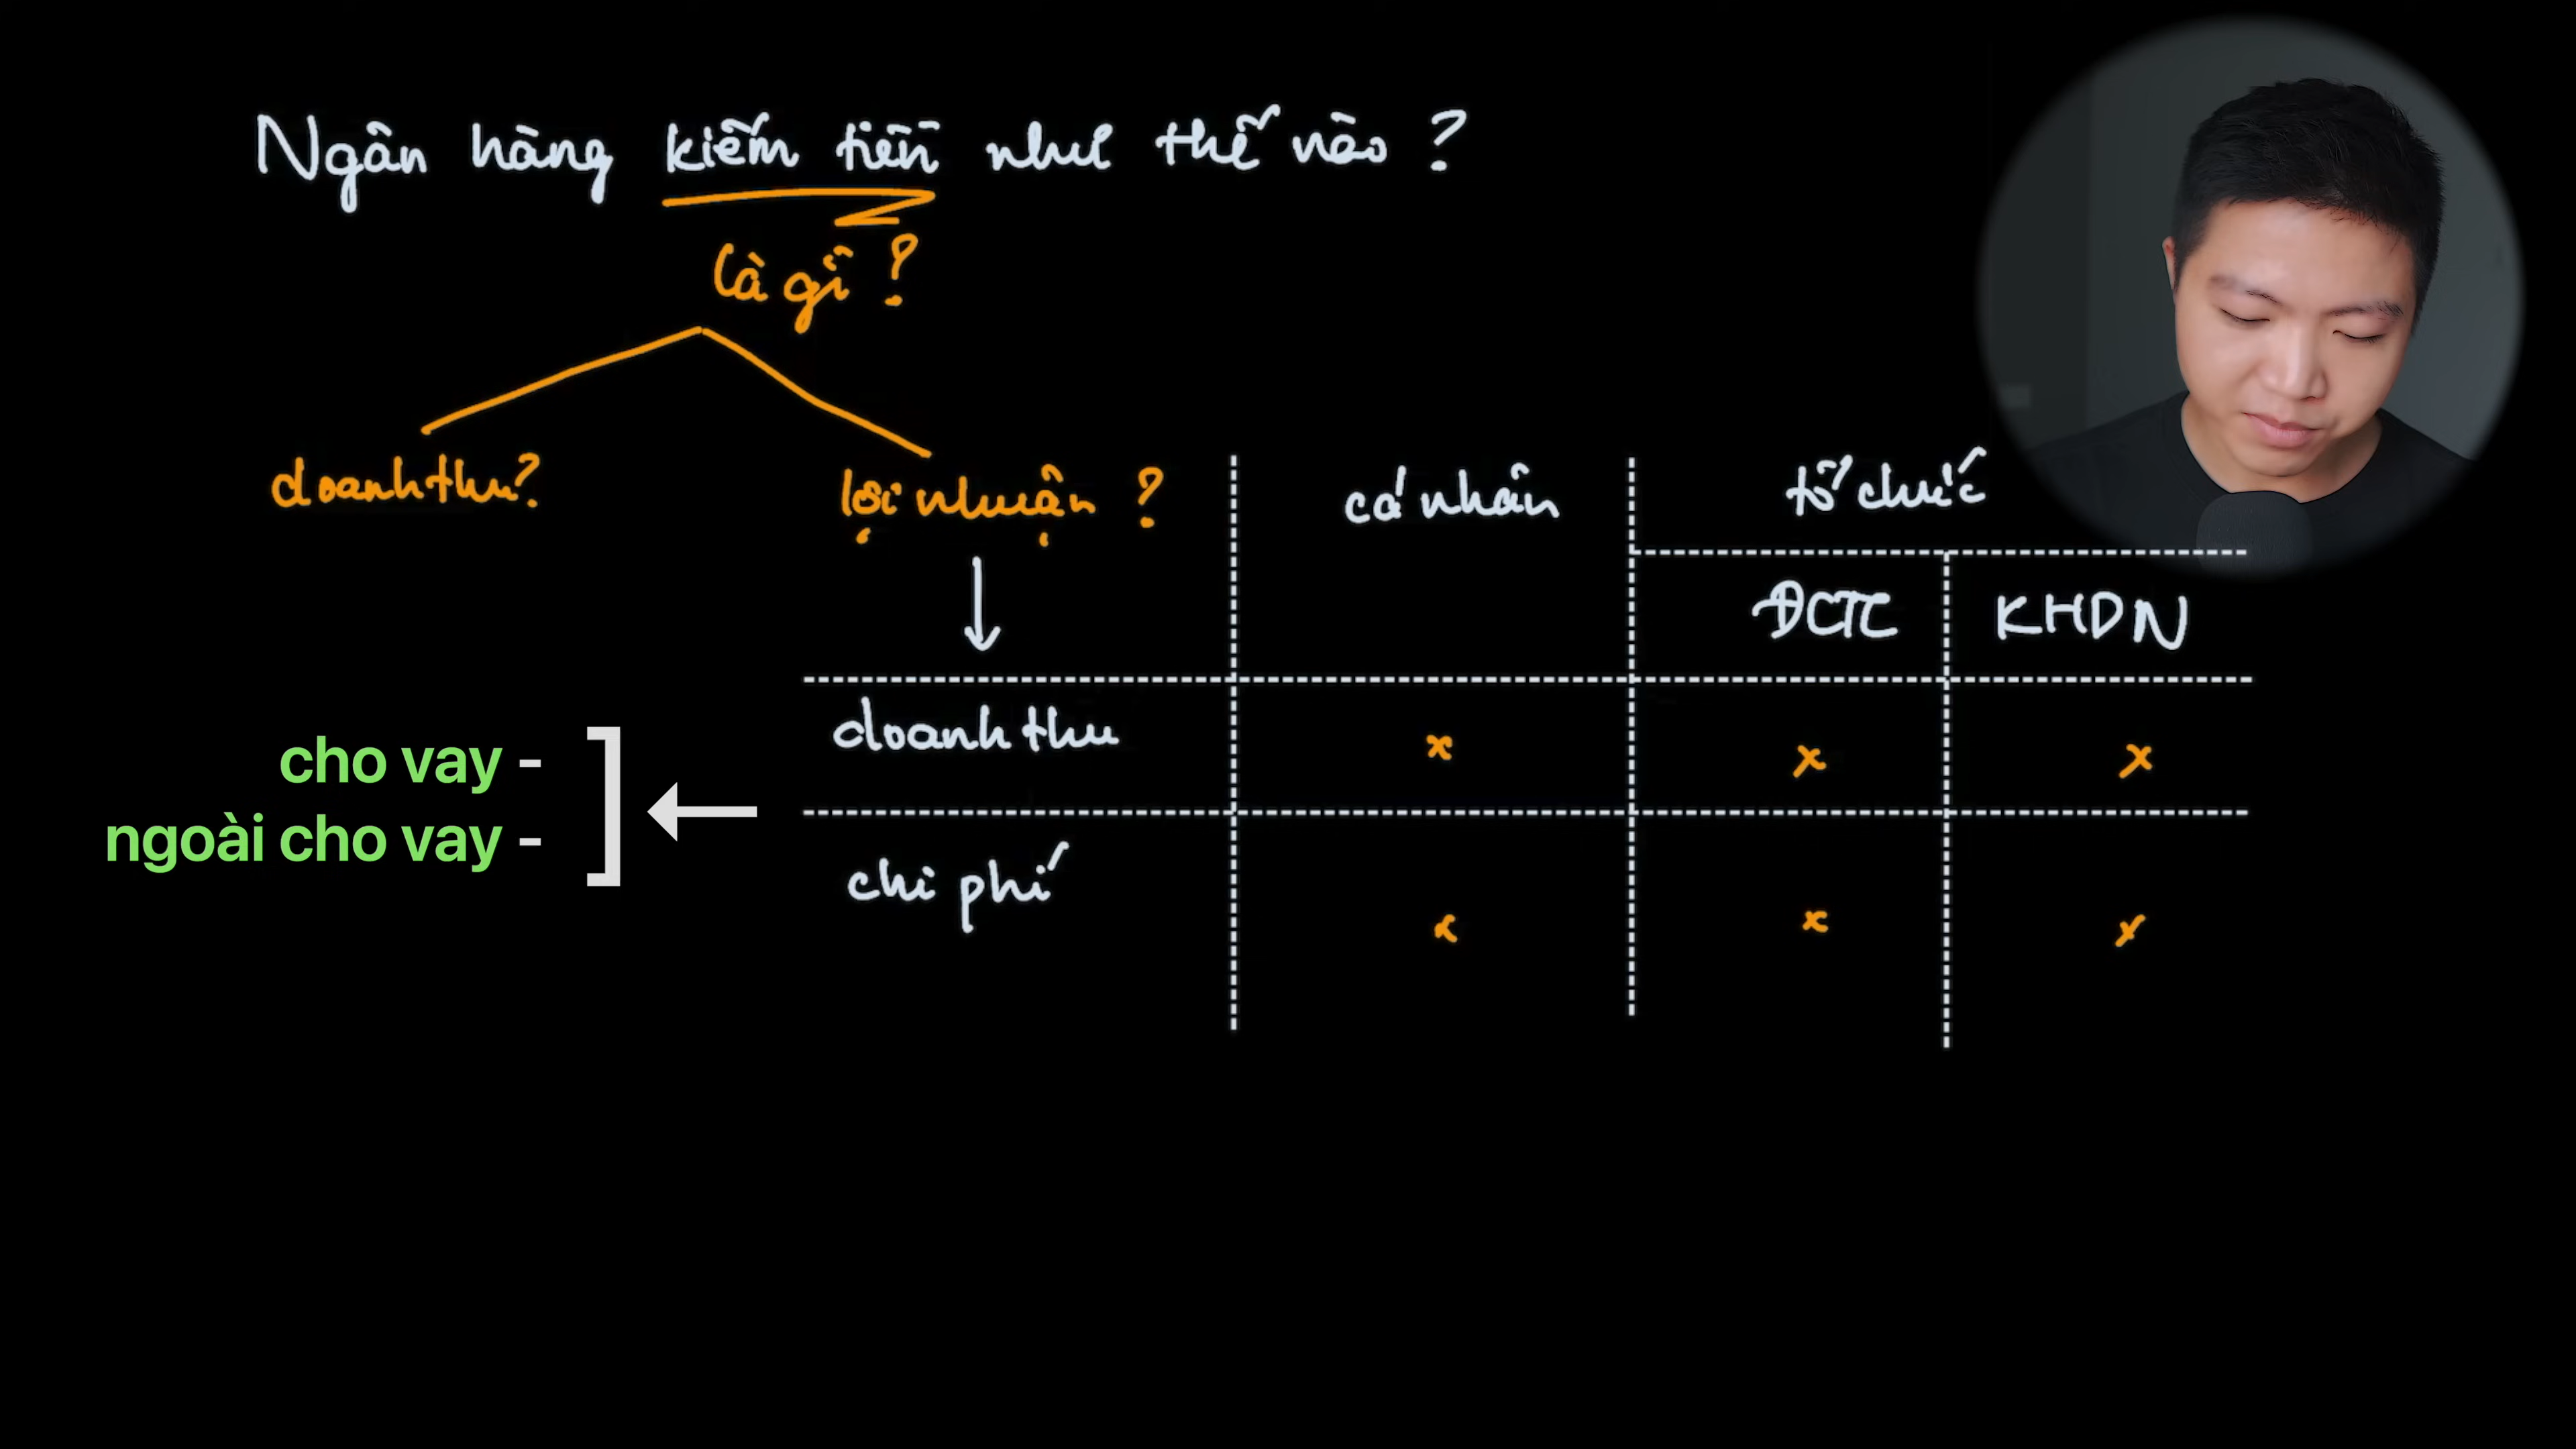 Ngân hàng kiếm tiền như thế nào ?
là gì ?
doanh thu?
lợi nhuận ?
cá nhân
tổ chức
ĐCTC
KHDN
doanh thu
x
x
x
cho vay -
ngoài cho vay -
chi phí
x
x
x